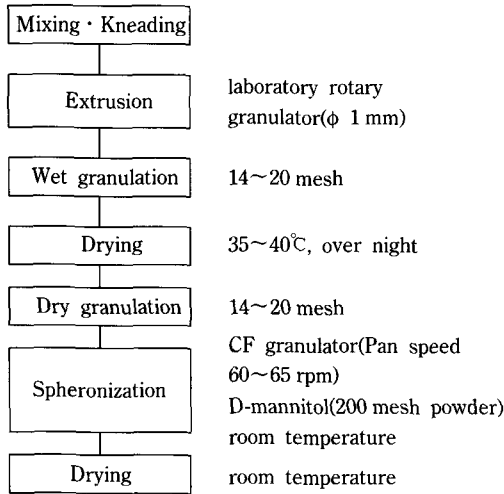 Mixing · Kneading
Extrusion
laboratory rotary
granulator(φ 1 mm)
Wet granulation
14～20 mesh
Drying
35～40℃, over night
Dry granulation
14～20 mesh
Spheronization
CF granulator(Pan speed
60～65 rpm)
D-mannitol(200 mesh powder)
room temperature
Drying
room temperature